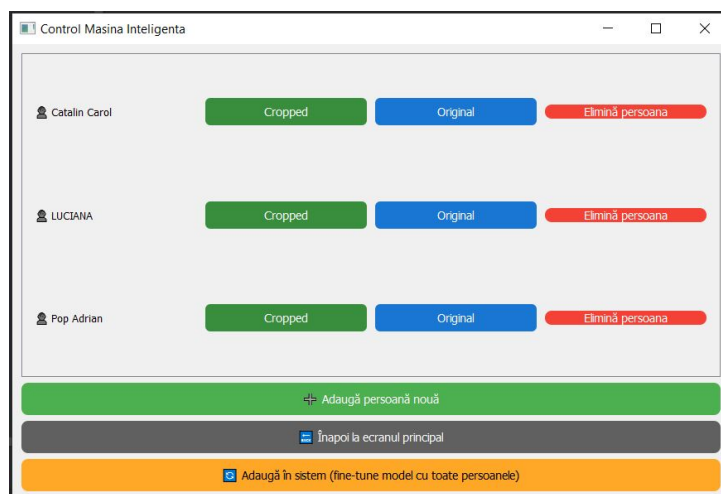 Control Masina Inteligenta
Catalin Carol Cropped Original Elimină persoana
LUCIANA Cropped Original Elimină persoana
Pop Adrian Cropped Original Elimină persoana
Adaugă persoană nouă
Înapoi la ecranul principal
Adaugă în sistem (fine-tune model cu toate persoanele)